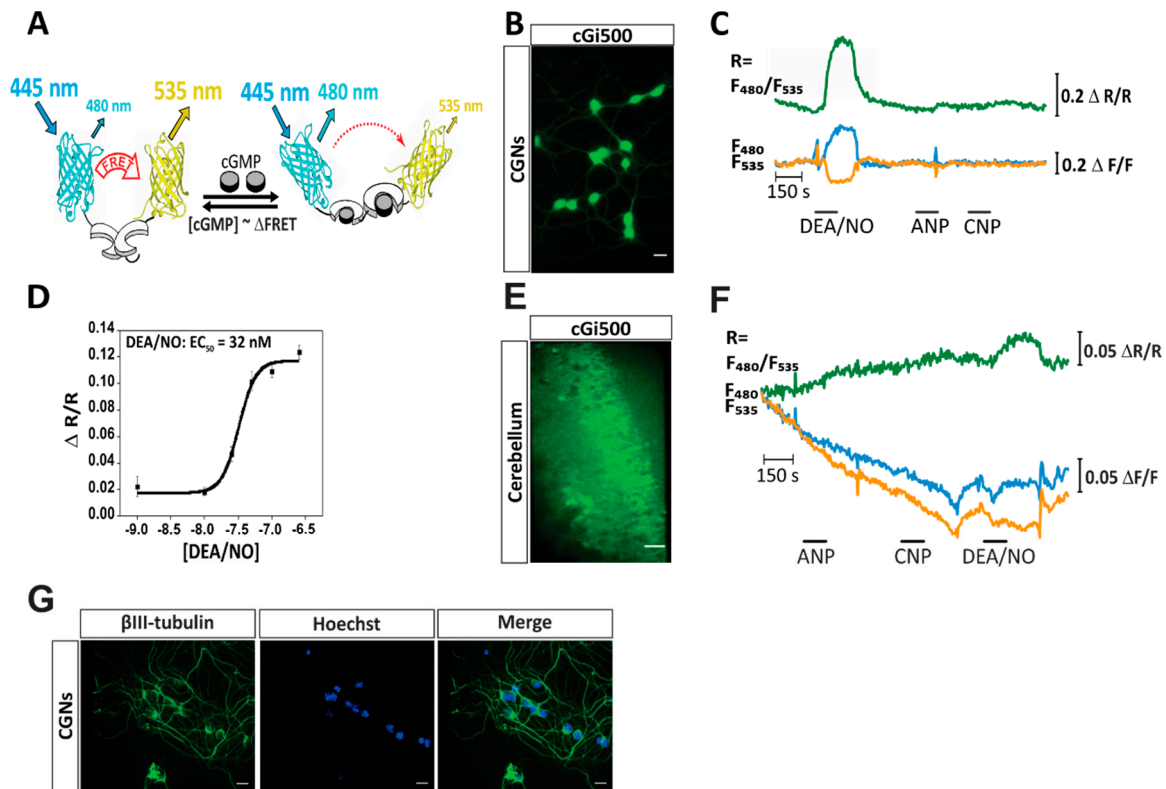 A
445 nm
480 nm
535 nm
FRET
cGMP
[cGMP] ~ ΔFRET
445 nm
480 nm
535 nm
B
cGi500
CGNs
C
R=
F480/F535
0.2 Δ R/R
F480
F535
0.2 Δ F/F
150 s
DEA/NO
ANP
CNP
D
DEA/NO: EC50 = 32 nM
Δ R/R
0.14
0.12
0.10
0.08
0.06
0.04
0.02
0.00
-9.0 -8.5 -8.0 -7.5 -7.0 -6.5
[DEA/NO]
E
cGi500
Cerebellum
F
R=
F480/F535
0.05 ΔR/R
F480
F535
150 s
0.05 ΔF/F
ANP
CNP
DEA/NO
G
βIII-tubulin
Hoechst
Merge
CGNs